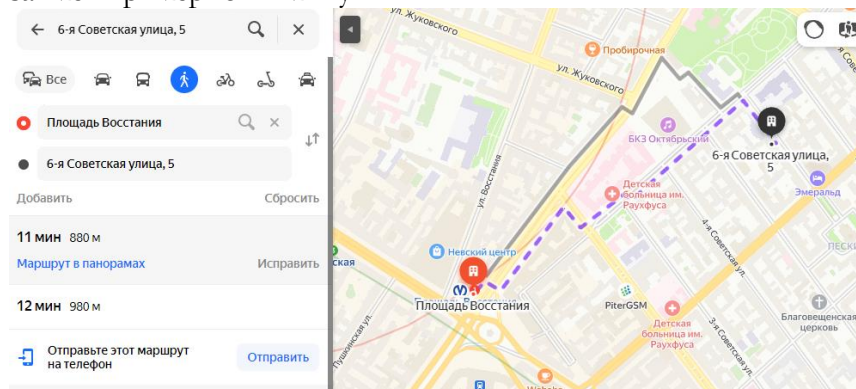 6-я Советская улица, 5
Все
Площадь Восстания
6-я Советская улица, 5
Добавить Сбросить
11 мин 880 м
Маршрут в панорамах Исправить
12 мин 980 м
Отправьте этот маршрут
на телефон
Отправить
ул. Жуковского
Пробирочная
ул. Жуковского
БКЗ Октябрьский
6-я Советская улица,
5
Детская
больница им.
Раухфуса
Эмеральд
ул. Восстания
4-я Советская ул.
Невский центр
ская
ПЕСКИ
Площадь Восстания
PiterGSM
Детская
больница им.
Раухфуса
3-я Советская ул.
Благовещенская
церковь
Пушкинская ул.